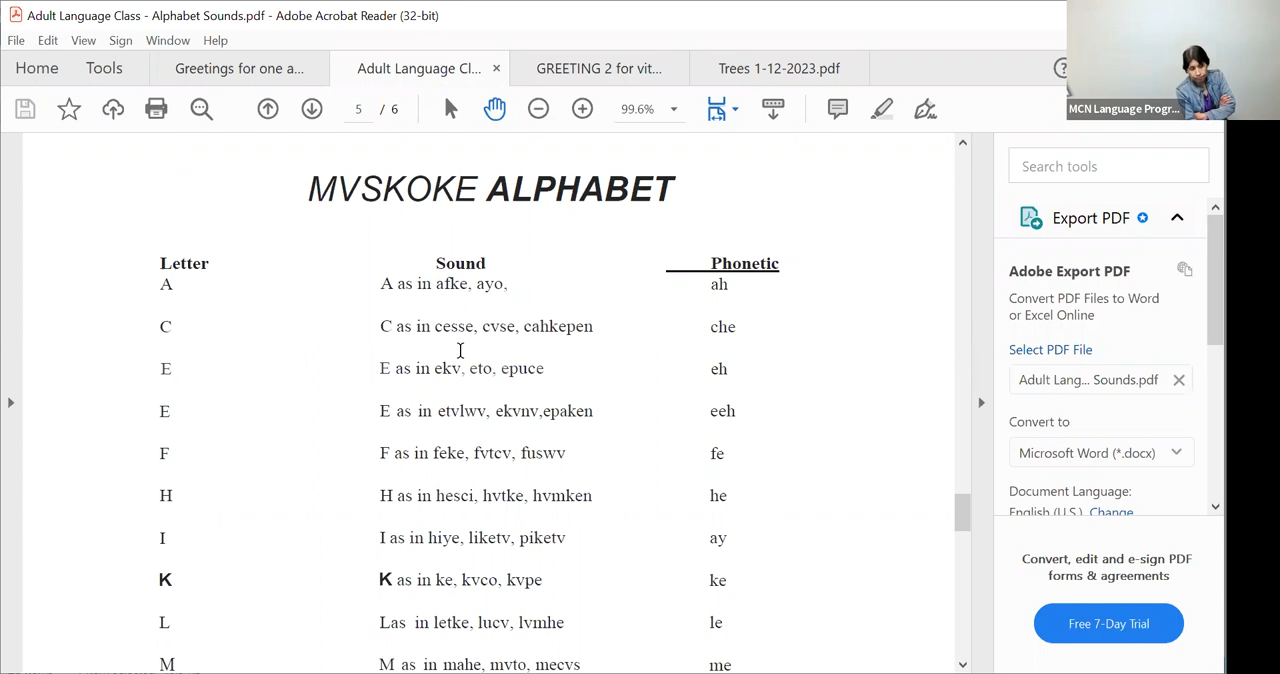 Adult Language Class - Alphabet Sounds.pdf - Adobe Acrobat Reader (32-bit)
File Edit View Sign Window Help
Home Tools Greetings for one a... Adult Language Cl... × GREETING 2 for vit... Trees 1-12-2023.pdf
5 / 6 99.6%
MCN Language Progr...
MVSKOKE ALPHABET
Letter Sound Phonetic
A A as in afke, ayo, ah
C C as in cesse, cvse, cahkepen che
E E as in ekv, eto, epuce eh
E E as in etvlwv, ekvnv,epaken eeh
F F as in feke, fvtcv, fuswv fe
H H as in hesci, hvtke, hvmken he
I I as in hiye, liketv, piketv ay
K K as in ke, kvco, kvpe ke
L Las in letke, lucv, lvmhe le
M M as in mahe, mvto, mecvs me
Search tools
Export PDF
Adobe Export PDF
Convert PDF Files to Word
or Excel Online
Select PDF File
Adult Lang... Sounds.pdf
Convert to
Microsoft Word (*.docx)
Document Language:
English (U.S.) Change
Convert, edit and e-sign PDF
forms & agreements
Free 7-Day Trial